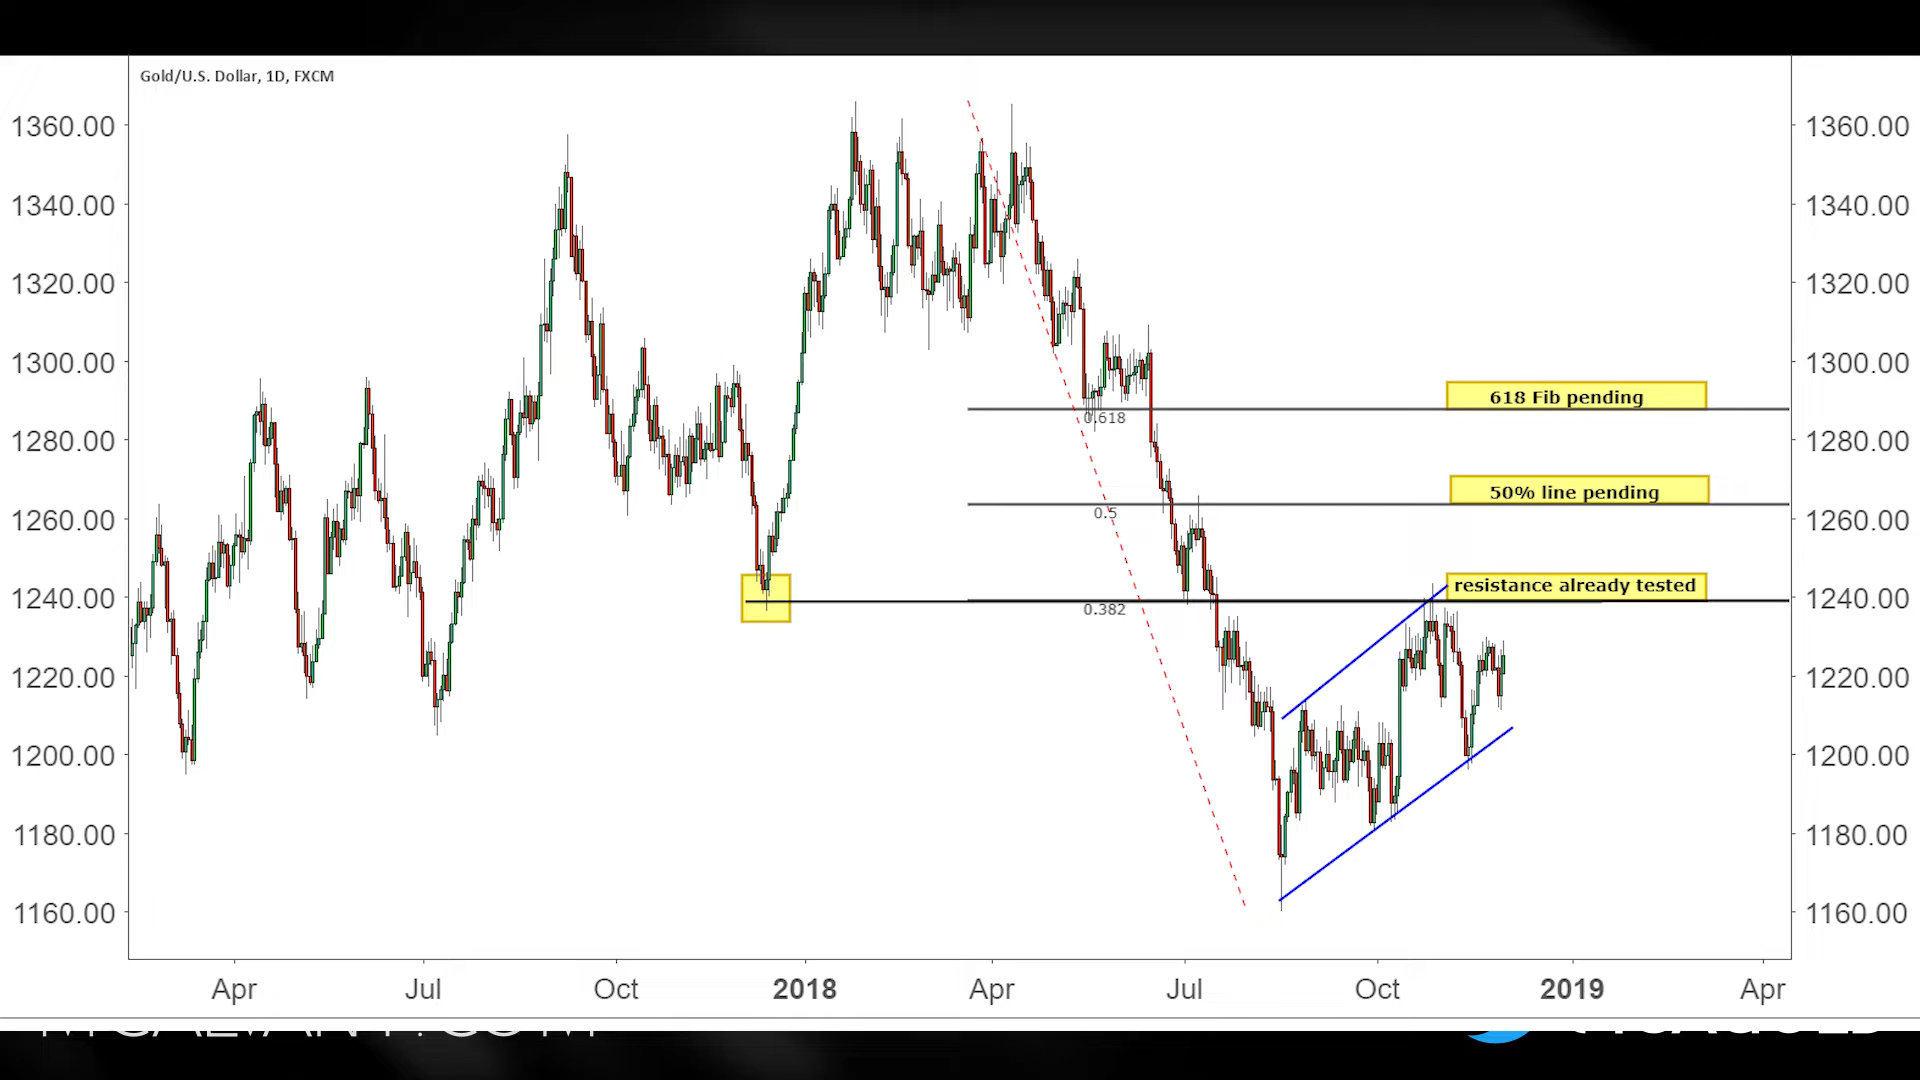 Gold/U.S. Dollar, 1D, FXCM
1360.00 1360.00
1340.00 1340.00
1320.00 1320.00
1300.00 1300.00
618 Fib pending
0.618
1280.00 1280.00
50% line pending
0.5
1260.00 1260.00
resistance already tested
1240.00 1240.00
0.382
1220.00 1220.00
1200.00 1200.00
1180.00 1180.00
1160.00 1160.00
Apr Jul Oct 2018 Apr Jul Oct 2019 Apr